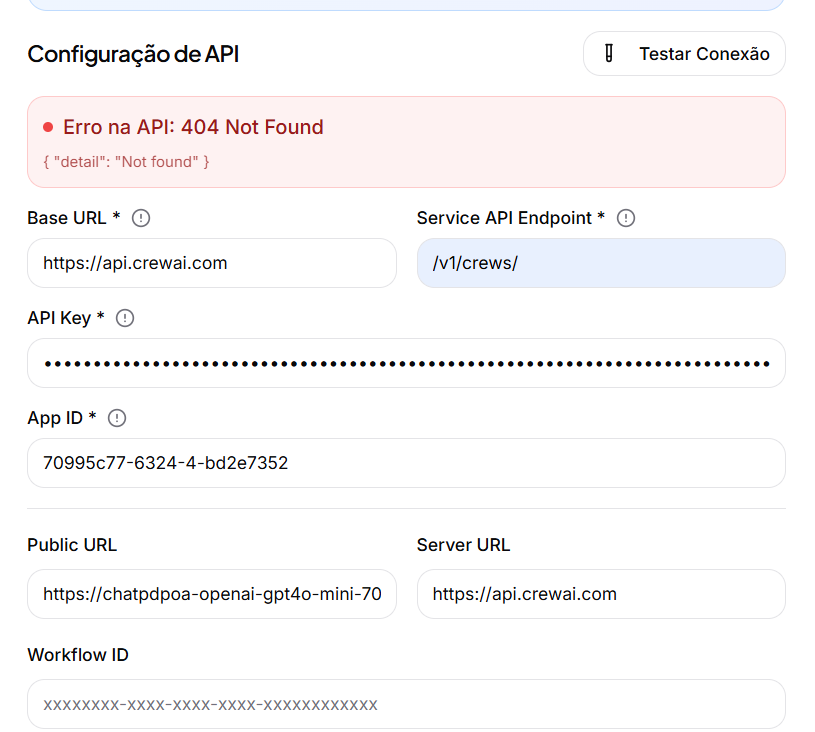 Configuração de API
Testar Conexão
Erro na API: 404 Not Found
{ "detail": "Not found" }
Base URL *
Service API Endpoint *
https://api.crewai.com
/v1/crews/
API Key *
••••••••••••••••••••••••••••••••••••••••••••••••••••••••••••••••••••••••
App ID *
70995c77-6324-4-bd2e7352
Public URL
Server URL
https://chatpdpoa-openai-gpt4o-mini-70
https://api.crewai.com
Workflow ID
xxxxxxxx-xxxx-xxxx-xxxx-xxxxxxxxxxxx